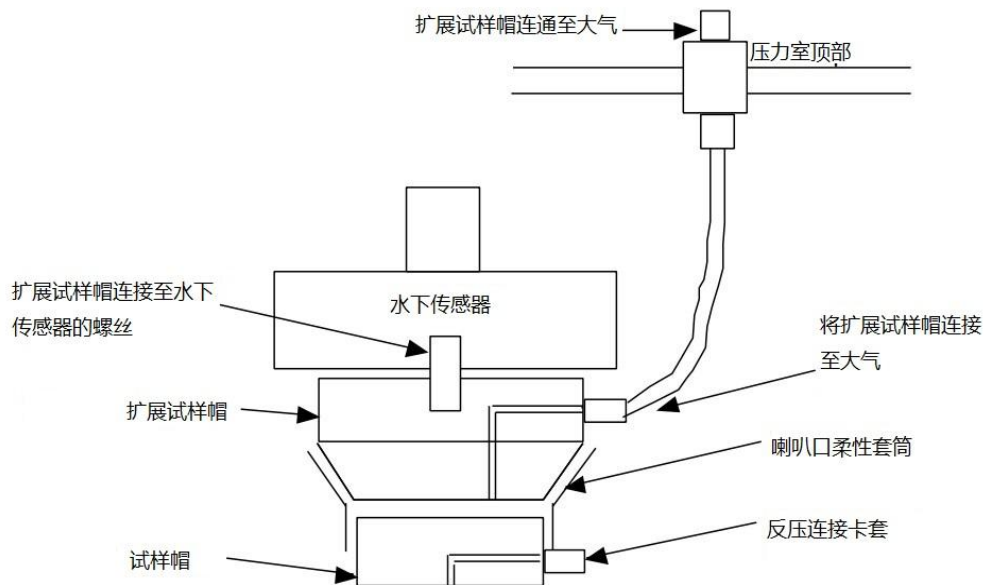 扩展试样帽连通至大气
压力室顶部
扩展试样帽连接至水下
传感器的螺丝
水下传感器
将扩展试样帽连接
至大气
扩展试样帽
喇叭口柔性套筒
反压连接卡套
试样帽